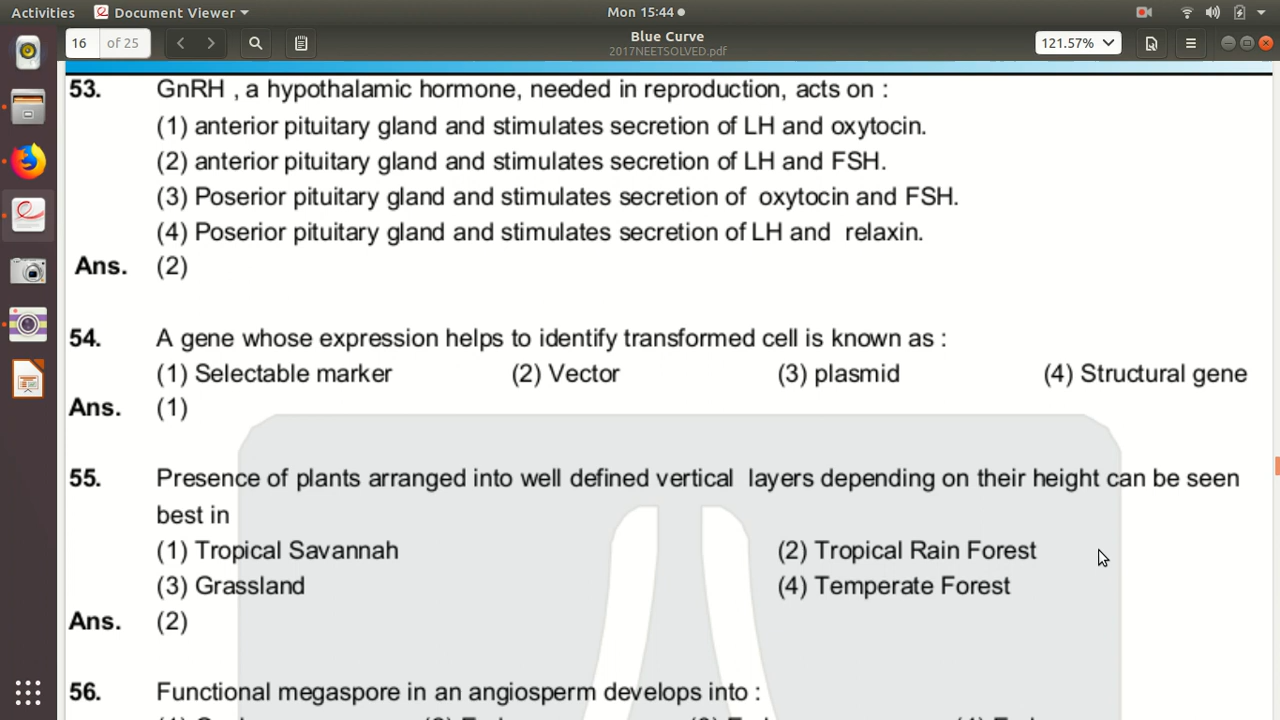 Activities Document Viewer Mon 15:44
16 of 25 Blue Curve 121.57%
2017NEETSOLVED.pdf
53. GnRH , a hypothalamic hormone, needed in reproduction, acts on :
(1) anterior pituitary gland and stimulates secretion of LH and oxytocin.
(2) anterior pituitary gland and stimulates secretion of LH and FSH.
(3) Poserior pituitary gland and stimulates secretion of oxytocin and FSH.
(4) Poserior pituitary gland and stimulates secretion of LH and relaxin.
Ans. (2)
54. A gene whose expression helps to identify transformed cell is known as :
(1) Selectable marker (2) Vector (3) plasmid (4) Structural gene
Ans. (1)
55. Presence of plants arranged into well defined vertical layers depending on their height can be seen
best in
(1) Tropical Savannah (2) Tropical Rain Forest
(3) Grassland (4) Temperate Forest
Ans. (2)
56. Functional megaspore in an angiosperm develops into :